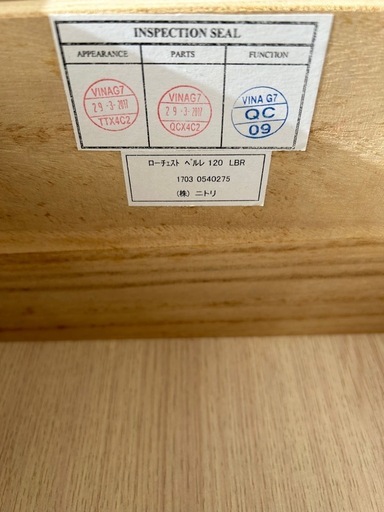 INSPECTION SEAL
APPEARANCE PARTS FUNCTION
VINAG7
29-3-2017
TTX4C2
VINAG7
29-3-2017
QCX4C2
VINA G7
QC
09
ローチェスト ベルレ 120 LBR
1703 0540275
(株) ニトリ